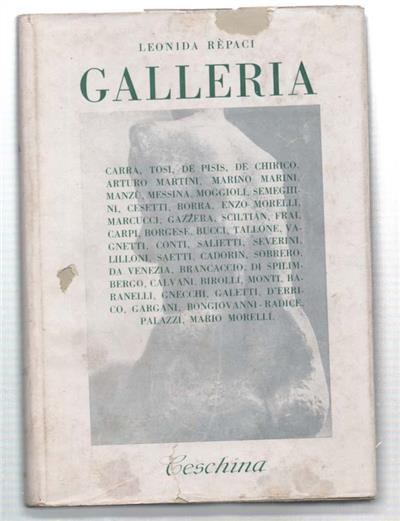 LEONIDA RÈPACI
GALLERIA
CARRÀ, TOSI, DE PISIS, DE CHIRICO,
ARTURO MARTINI, MARINO MARINI,
MANZÙ, MESSINA, MOGGIOLI, SEMEGHI-
NI, CESETTI, BORRA, ENZO-MORELLI,
MARCUCCI, GAZZERA, SCILTIÀN, FRAI,
CARPI, BORGESE, BUCCI, TALLONE, VA-
GNETTI, CONTI, SALIETTI, SEVERINI,
LILLONI, SAETTI, CADORIN, SOBRERO,
DA VENEZIA, BRANCACCIO, DI SPILIM-
BERGO, CALVANI, BIROLLI, MONTI, BA-
RANELLI, GNECCHI, GALETTI, D'ERRI-
CO, GARGANI, BONGIOVANNI-RADICE,
PALAZZI, MARIO MORELLI.
Ceschina